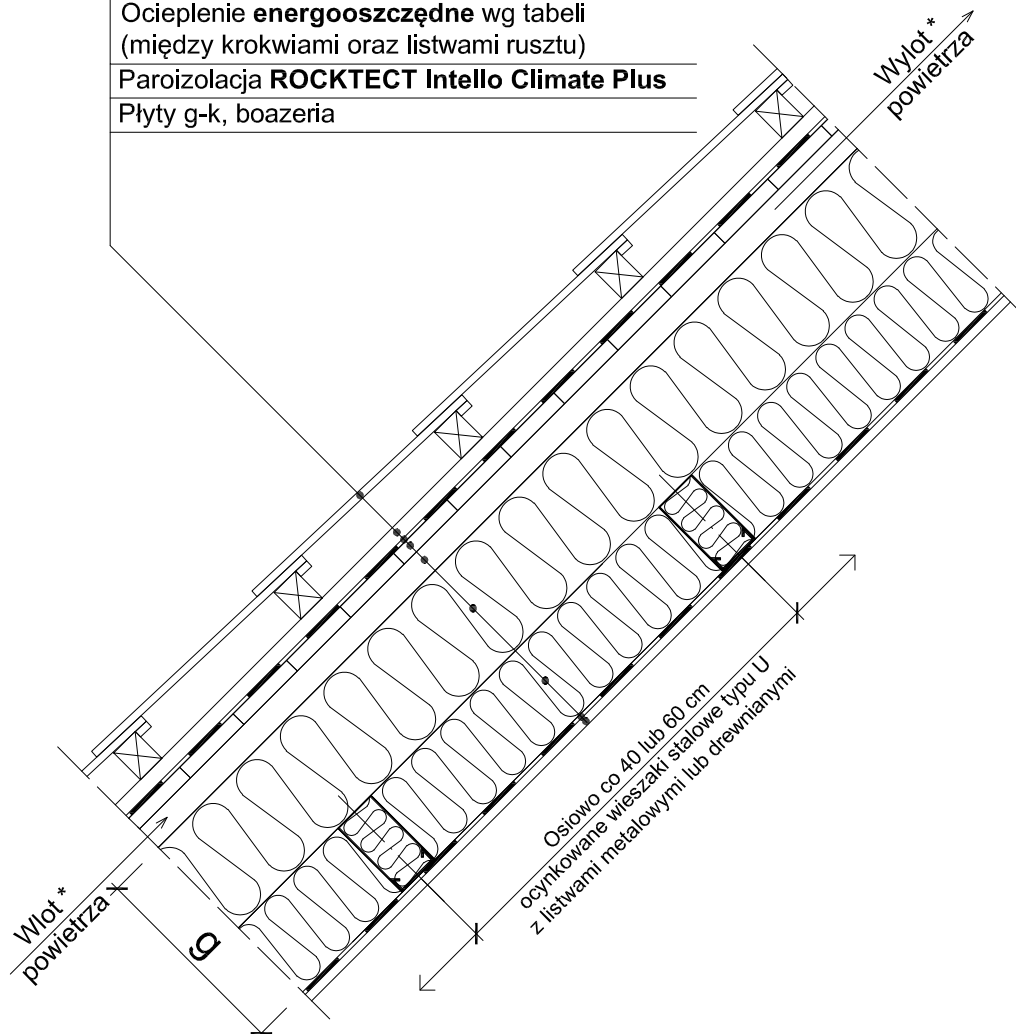 Ocieplenie energooszczędne wg tabeli
(między krokwiami oraz listwami rusztu)
Paroizolacja ROCKTECT Intello Climate Plus
Płyty g-k, boazeria
Wylot *
powietrza
Osiowo co 40 lub 60 cm
ocynkowane wieszaki stalowe typu U
z listwami metalowymi lub drewnianymi
Wlot *
powietrza
g